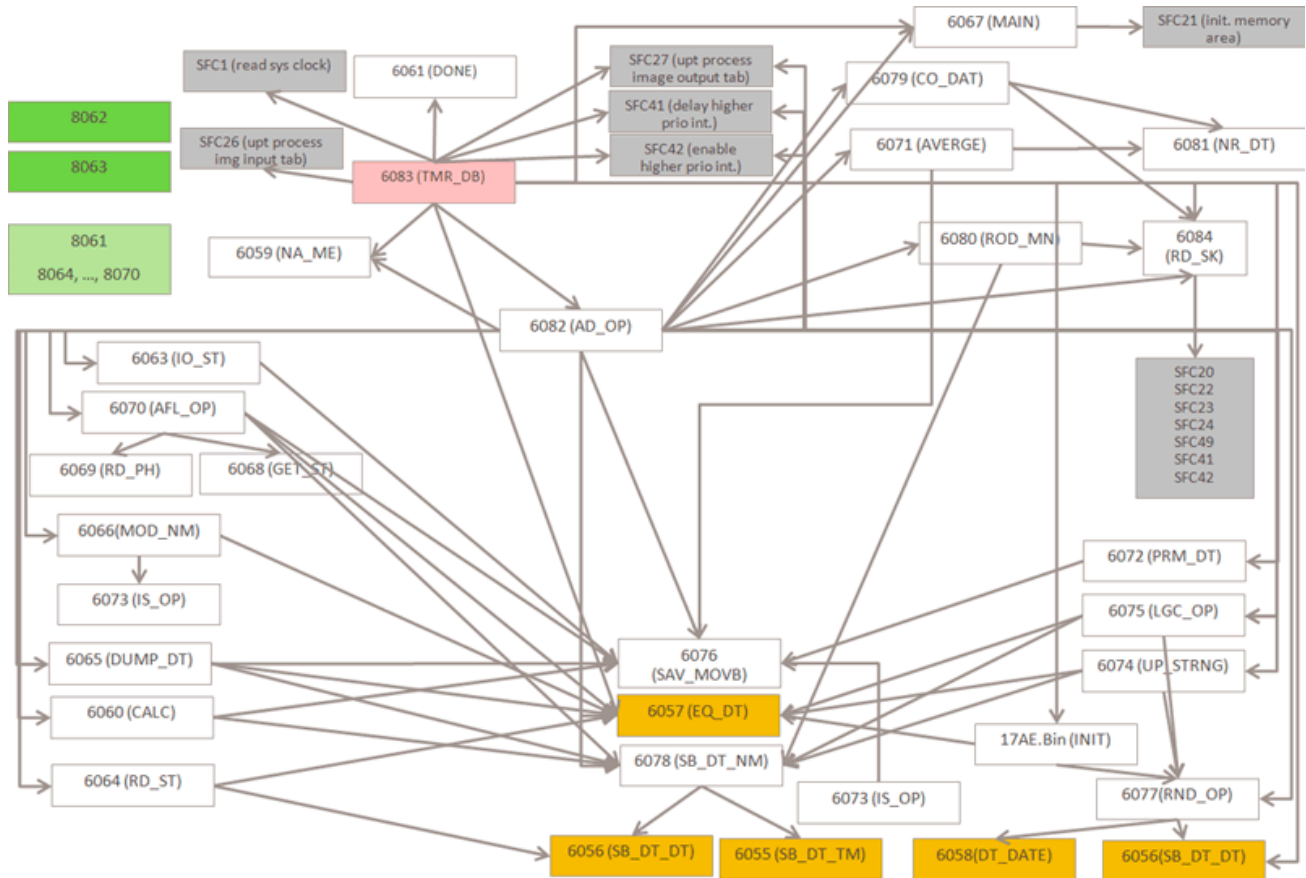 6067 (MAIN)
SFC21 (init. memory
area)
SFC1 (read sys clock)
6061 (DONE)
SFC27 (upt process
image output tab)
6079 (CO_DAT)
8062
SFC41 (delay higher
prio int.)
SFC26 (upt process
img input tab)
SFC42 (enable
higher prio int.)
6071 (AVERGE)
6081 (NR_DT)
8063
6083 (TMR_DB)
8061
8064, ..., 8070
6059 (NA_ME)
6080 (ROD_MN)
6084
(RD_SK)
6082 (AD_OP)
6063 (IO_ST)
SFC20
SFC22
SFC23
SFC24
SFC49
SFC41
SFC42
6070 (AFL_OP)
6069 (RD_PH)
6068 (GET_ST)
6066(MOD_NM)
6072 (PRM_DT)
6073 (IS_OP)
6075 (LGC_OP)
6065 (DUMP_DT)
6076
(SAV_MOVB)
6074 (UP_STRNG)
6060 (CALC)
6057 (EQ_DT)
17AE.Bin (INIT)
6064 (RD_ST)
6078 (SB_DT_NM)
6073 (IS_OP)
6077(RND_OP)
6056 (SB_DT_DT)
6055 (SB_DT_TM)
6058(DT_DATE)
6056(SB_DT_DT)